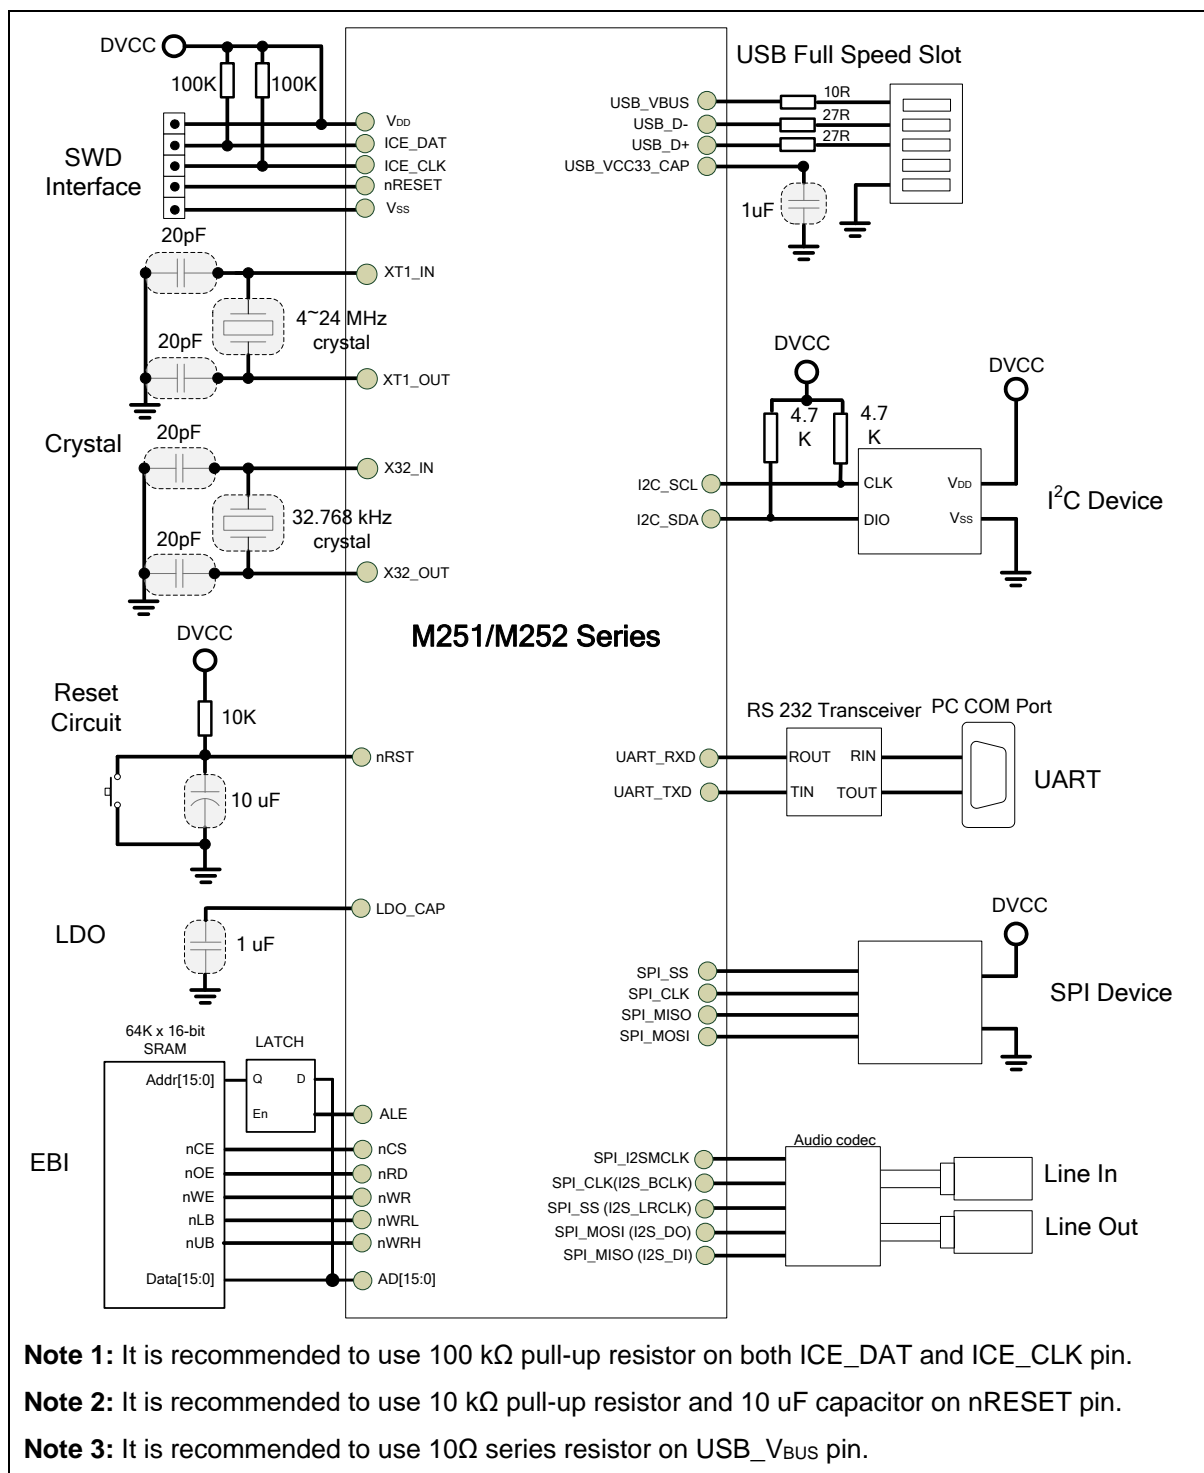 DVCC
100K
100K
SWD
Interface
VDD
ICE_DAT
ICE_CLK
nRESET
VSS
20pF
XT1_IN
4~24 MHz
crystal
20pF
XT1_OUT
Crystal
20pF
X32_IN
32.768 kHz
crystal
20pF
X32_OUT
DVCC
Reset
Circuit
10K
nRST
10 uF
LDO
LDO_CAP
1 uF
64K x 16-bit
SRAM
LATCH
Addr[15:0]
Q
D
En
ALE
EBI
nCE
nCS
nOE
nRD
nWE
nWR
nLB
nWRL
nUB
nWRH
Data[15:0]
AD[15:0]
M251/M252 Series
USB Full Speed Slot
USB_VBUS
10R
USB_D-
27R
USB_D+
27R
USB_VCC33_CAP
1uF
DVCC
4.7
K
4.7
K
DVCC
I2C_SCL
CLK
VDD
I2C_SDA
DIO
VSS
I²C Device
RS 232 Transceiver
PC COM Port
UART_RXD
ROUT
RIN
UART_TXD
TIN
TOUT
UART
DVCC
SPI_SS
SPI_CLK
SPI_MISO
SPI_MOSI
SPI Device
Audio codec
SPI_I2SMCLK
SPI_CLK(I2S_BCLK)
SPI_SS (I2S_LRCLK)
SPI_MOSI (I2S_DO)
SPI_MISO (I2S_DI)
Line In
Line Out
Note 1: It is recommended to use 100 kΩ pull-up resistor on both ICE_DAT and ICE_CLK pin.
Note 2: It is recommended to use 10 kΩ pull-up resistor and 10 uF capacitor on nRESET pin.
Note 3: It is recommended to use 10Ω series resistor on USB_VBUS pin.